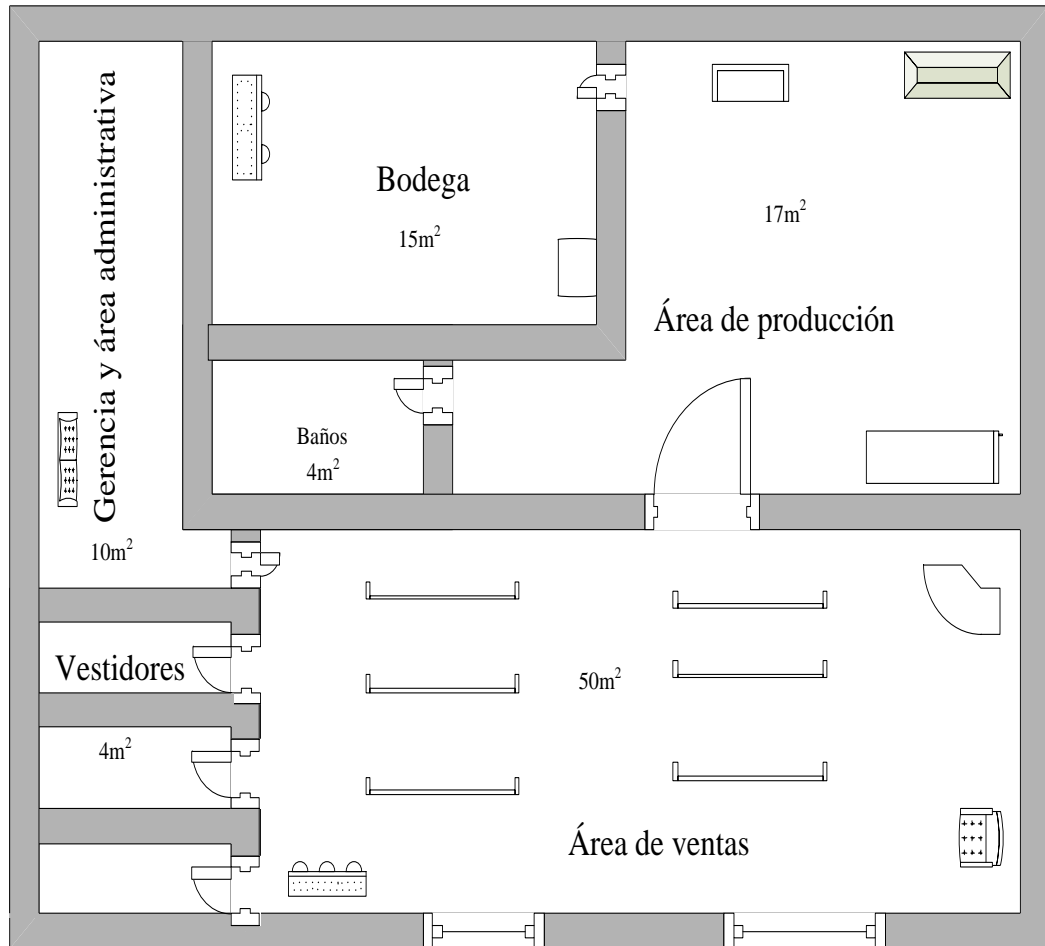 Gerencia y área administrativa
10m²
Bodega
15m²
17m²
Área de producción
Baños
4m²
Vestidores
4m²
50m²
Área de ventas